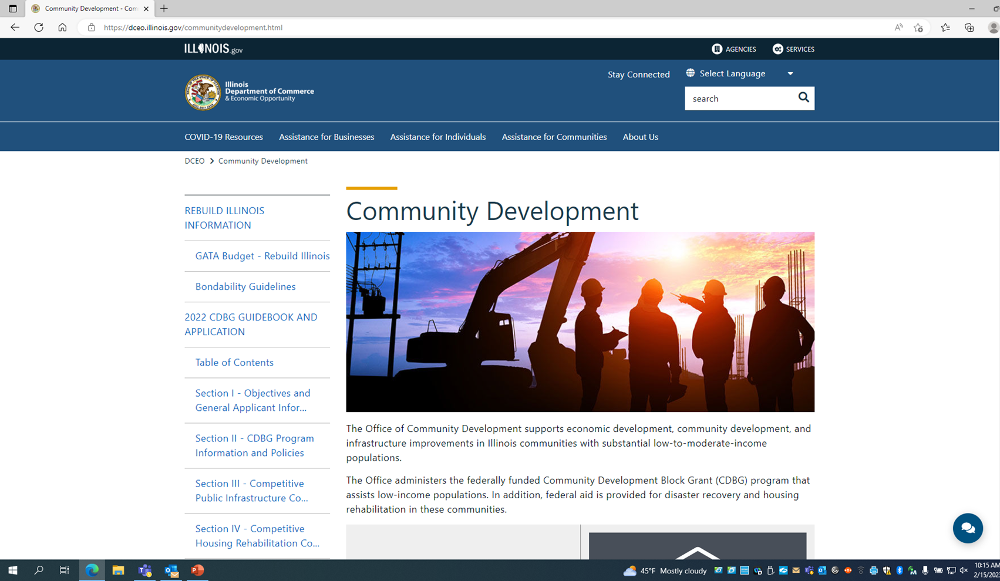 Community Development - Com
https://dceo.illinois.gov/communitydevelopment.html
ILLINOIS.gov
AGENCIES
SERVICES
Illinois
Department of Commerce
& Economic Opportunity
Stay Connected
Select Language
search
COVID-19 Resources
Assistance for Businesses
Assistance for Individuals
Assistance for Communities
About Us
DCEO
Community Development
REBUILD ILLINOIS
INFORMATION
GATA Budget - Rebuild Illinois
Bondability Guidelines
2022 CDBG GUIDEBOOK AND
APPLICATION
Table of Contents
Section I - Objectives and
General Applicant Infor...
Section II - CDBG Program
Information and Policies
Section III - Competitive
Public Infrastructure Co...
Section IV - Competitive
Housing Rehabilitation Co...
Community Development
The Office of Community Development supports economic development, community development, and
infrastructure improvements in Illinois communities with substantial low-to-moderate-income
populations.
The Office administers the federally funded Community Development Block Grant (CDBG) program that
assists low-income populations. In addition, federal aid is provided for disaster recovery and housing
rehabilitation in these communities.
45°F Mostly cloudy
10:15 AM
2/15/202